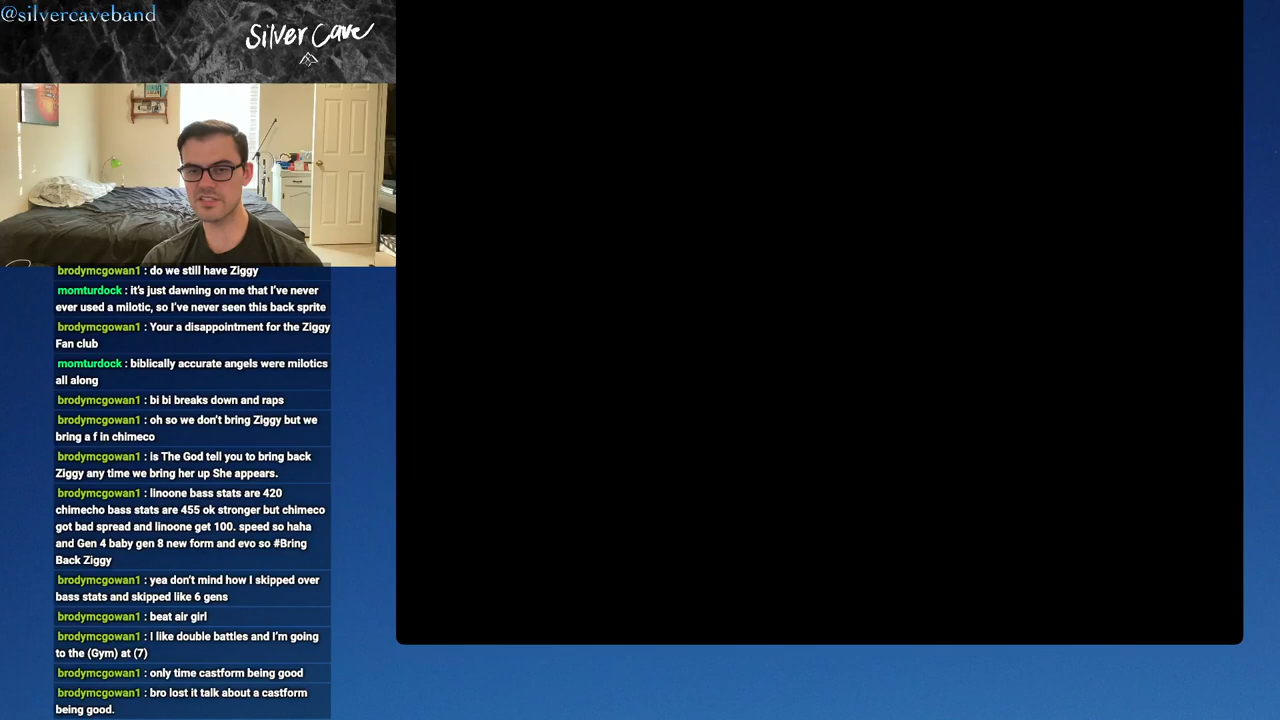 @silvercaveband
Silver Cave
brodymcgowan1 : do we still have Ziggy
momturdock : it's just dawning on me that I've never
ever used a milotic, so I've never seen this back sprite
brodymcgowan1 : Your a disappointment for the Ziggy
Fan club
momturdock : biblically accurate angels were milotics
all along
brodymcgowan1 : bi bi breaks down and raps
brodymcgowan1 : oh so we don't bring Ziggy but we
bring a f in chimeco
brodymcgowan1 : is The God tell you to bring back
Ziggy any time we bring her up She appears.
brodymcgowan1 : linoone bass stats are 420
chimecho bass stats are 455 ok stronger but chimeco
got bad spread and linoone get 100. speed so haha
and Gen 4 baby gen 8 new form and evo so #Bring
Back Ziggy
brodymcgowan1 : yea don't mind how I skipped over
bass stats and skipped like 6 gens
brodymcgowan1 : beat air girl
brodymcgowan1 : I like double battles and I'm going
to the (Gym) at (7)
brodymcgowan1 : only time castform being good
brodymcgowan1 : bro lost it talk about a castform
being good.